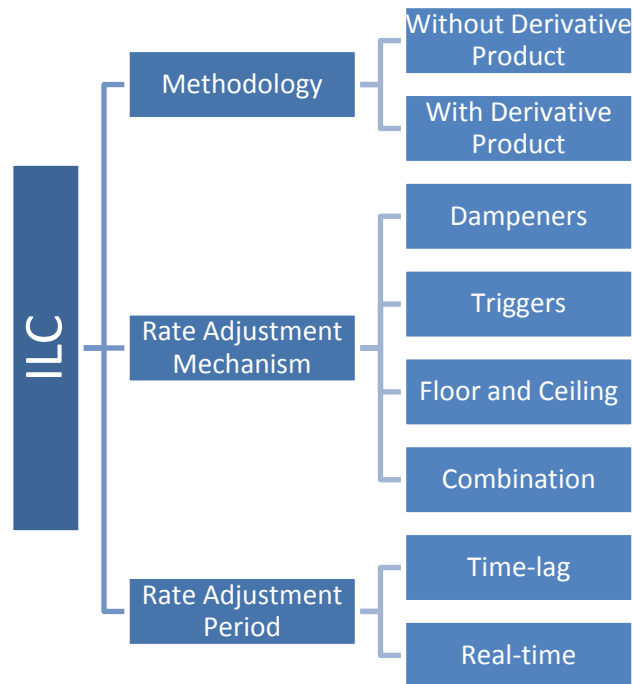 ILC
Methodology
Without Derivative
Product
With Derivative
Product
Rate Adjustment
Mechanism
Dampeners
Triggers
Floor and Ceiling
Combination
Rate Adjustment
Period
Time-lag
Real-time